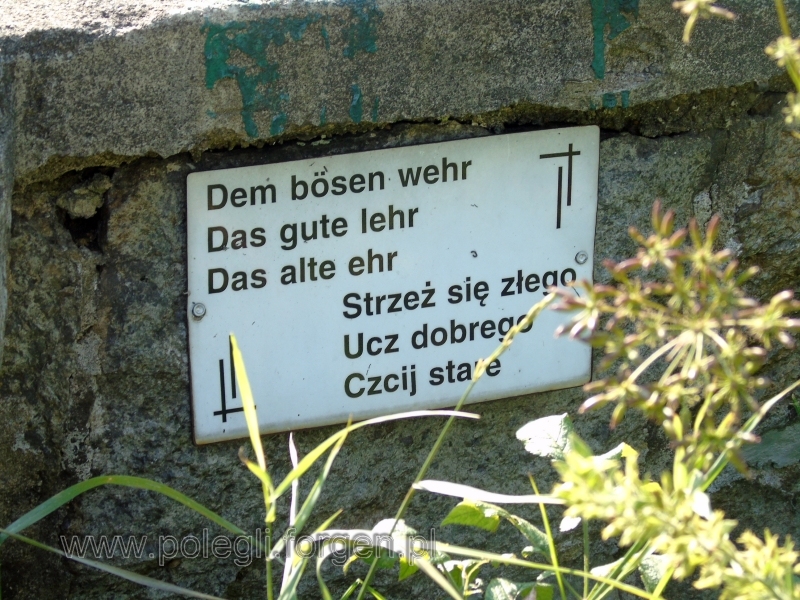 Dem bösen wehr
Das gute lehr
Das alte ehr
Strzeż się złego
Ucz dobrego
Czcij stare
www.polegli.forgen.pl